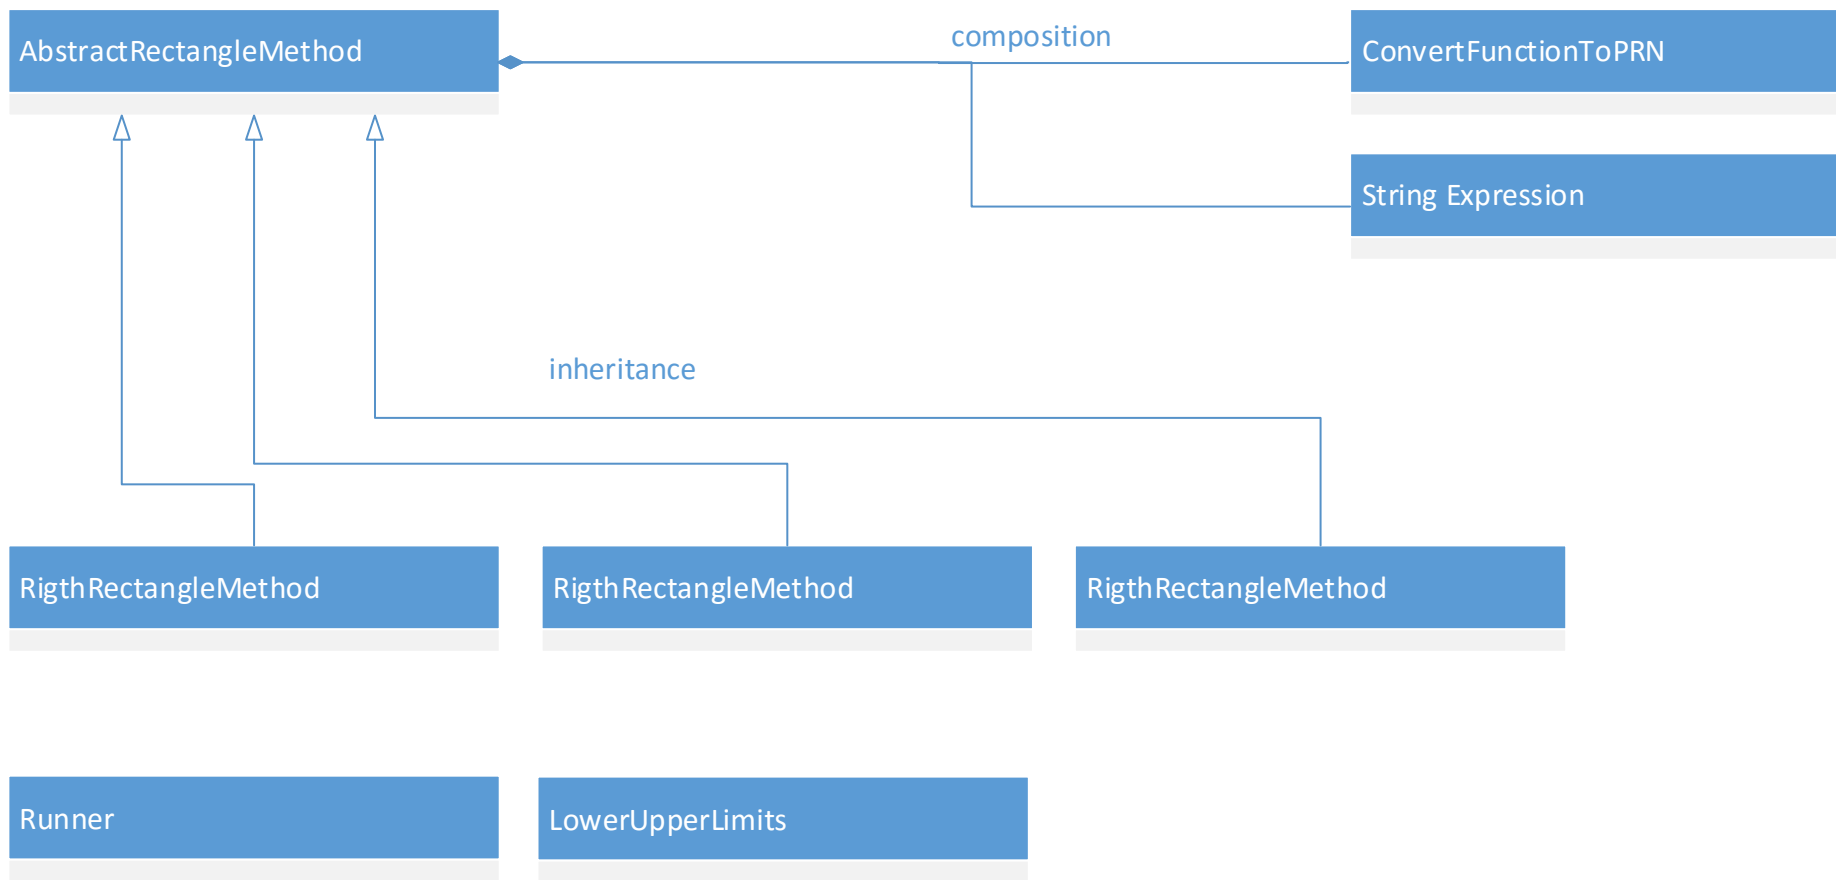 AbstractRectangleMethod
composition
ConvertFunctionToPRN
String Expression
inheritance
RigthRectangleMethod
RigthRectangleMethod
RigthRectangleMethod
Runner
LowerUpperLimits